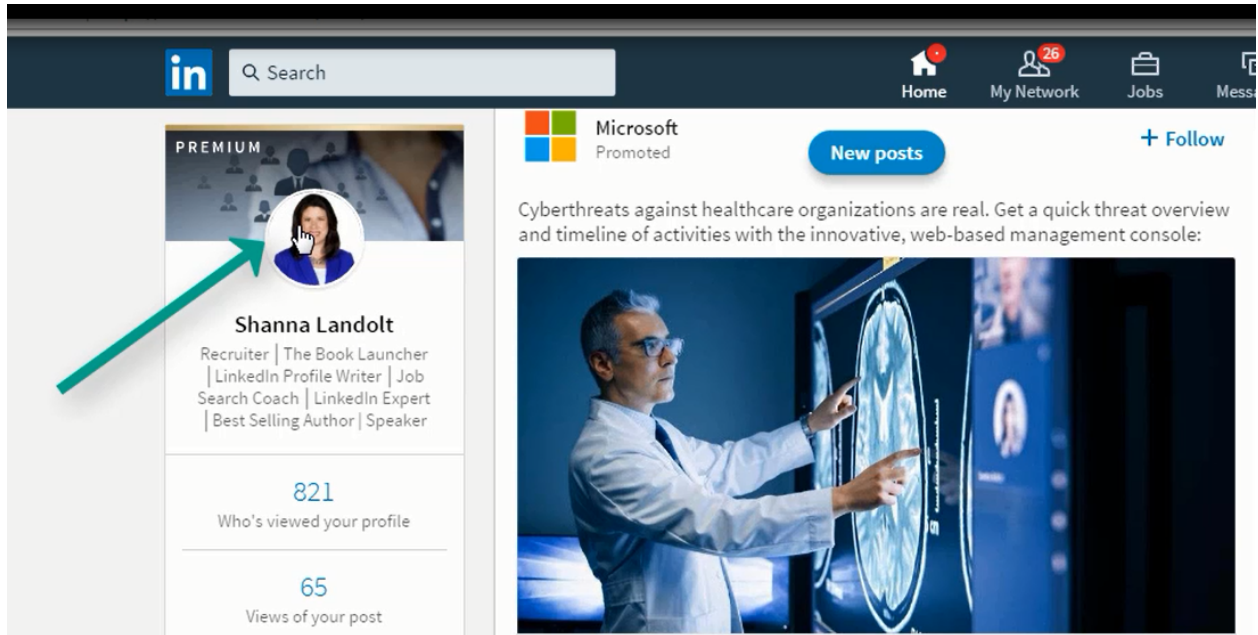 in
Search
26
Home
My Network
Jobs
PREMIUM
Shanna Landolt
Recruiter | The Book Launcher
| LinkedIn Profile Writer | Job
Search Coach | LinkedIn Expert
| Best Selling Author | Speaker
821
Who's viewed your profile
65
Views of your post
Microsoft
Promoted
New posts
+ Follow
Cyberthreats against healthcare organizations are real. Get a quick threat overview
and timeline of activities with the innovative, web-based management console: